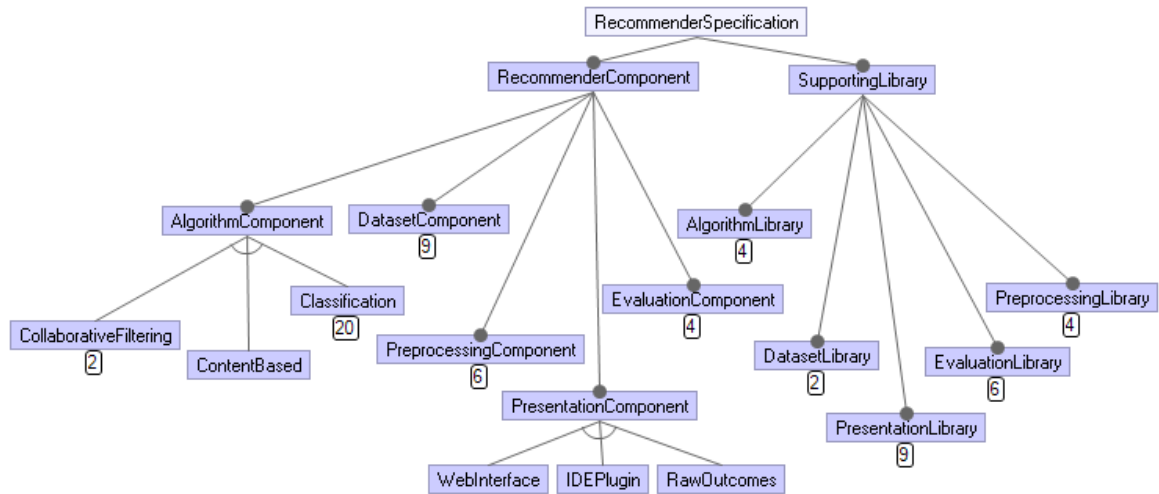 RecommenderSpecification
RecommenderComponent
SupportingLibrary
AlgorithmComponent
DatasetComponent
9
AlgorithmLibrary
4
CollaborativeFiltering
2
ContentBased
Classification
20
PreprocessingComponent
6
EvaluationComponent
4
PresentationComponent
WebInterface
IDEPlugin
RawOutcomes
DatasetLibrary
2
PresentationLibrary
9
EvaluationLibrary
6
PreprocessingLibrary
4